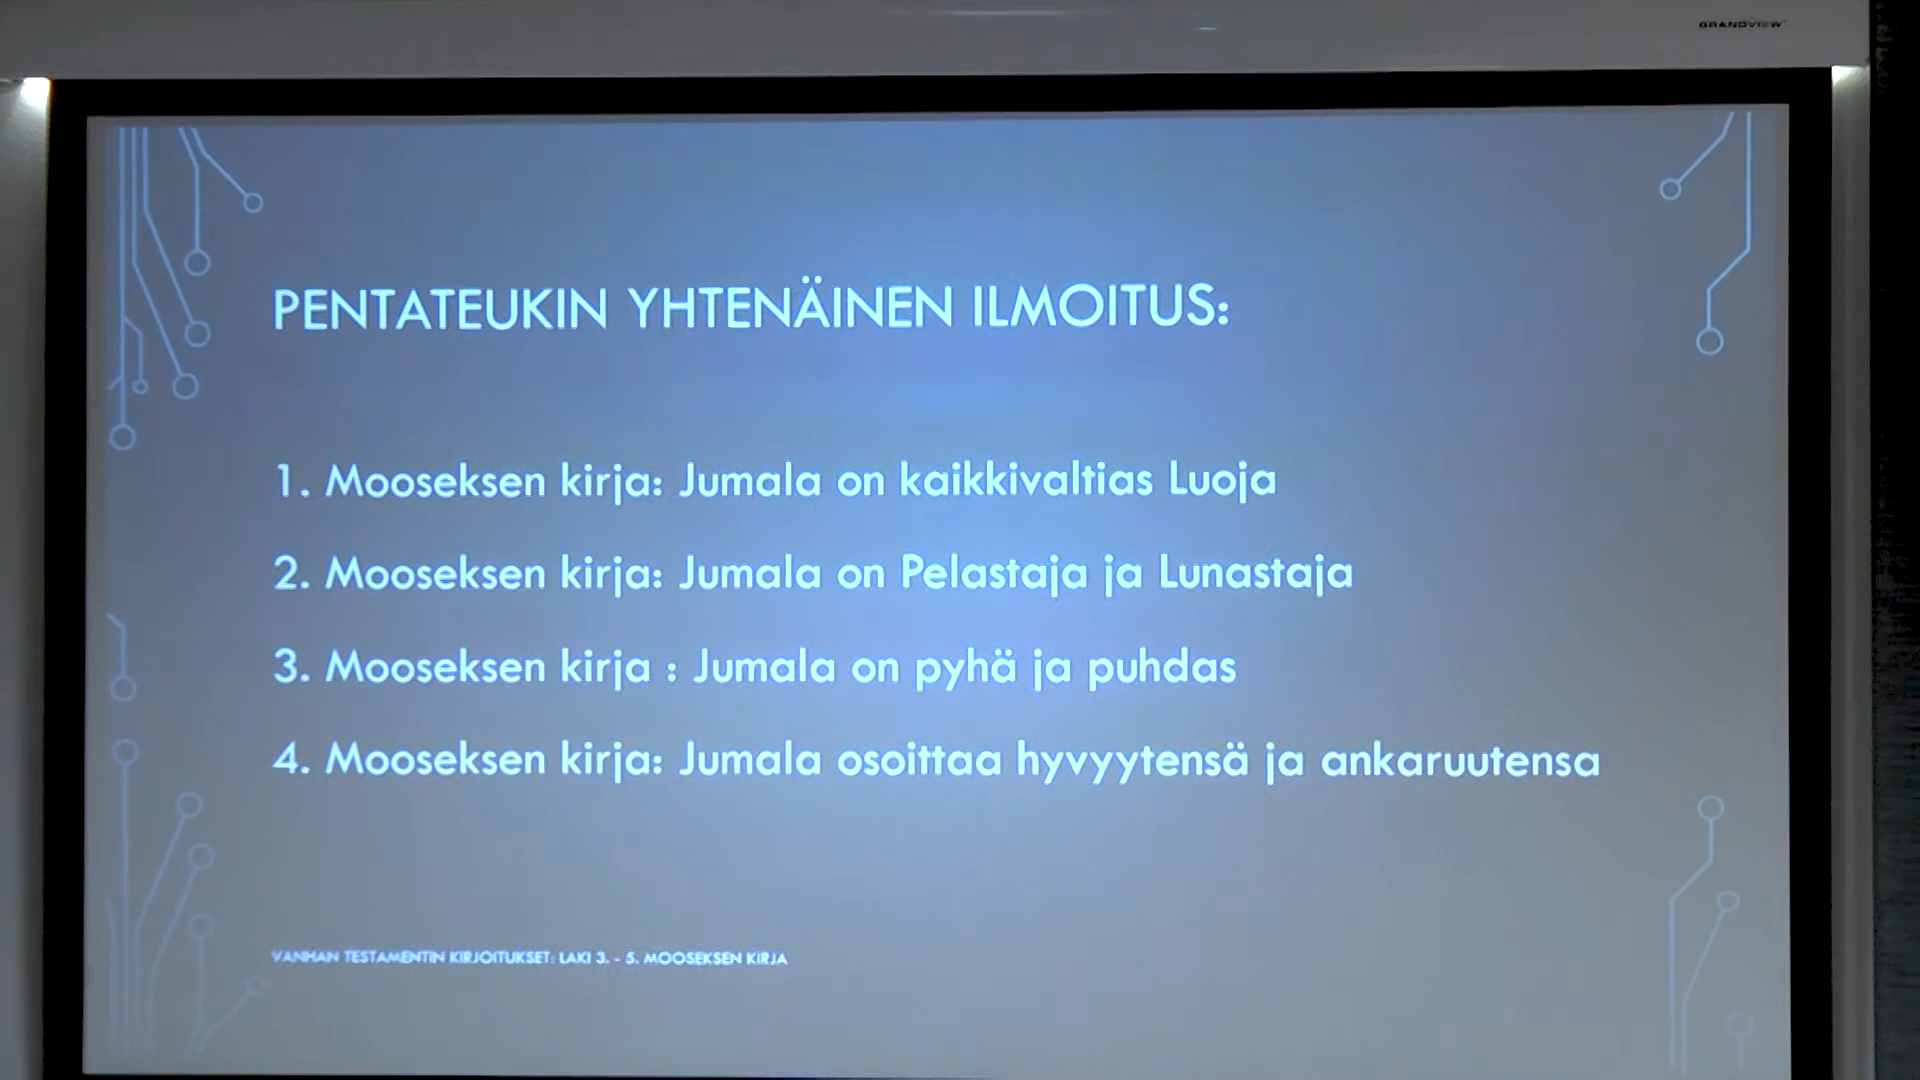 GRANDVIEW
PENTATEUKIN YHTENÄINEN ILMOITUS:
1. Mooseksen kirja: Jumala on kaikkivaltias Luoja
2. Mooseksen kirja: Jumala on Pelastaja ja Lunastaja
3. Mooseksen kirja : Jumala on pyhä ja puhdas
4. Mooseksen kirja: Jumala osoittaa hyvyytensä ja ankaruutensa
VANHAN TESTAMENTIN KIRJOITUKSET: LAKI 3. - 5. MOOSEKSEN KIRJA